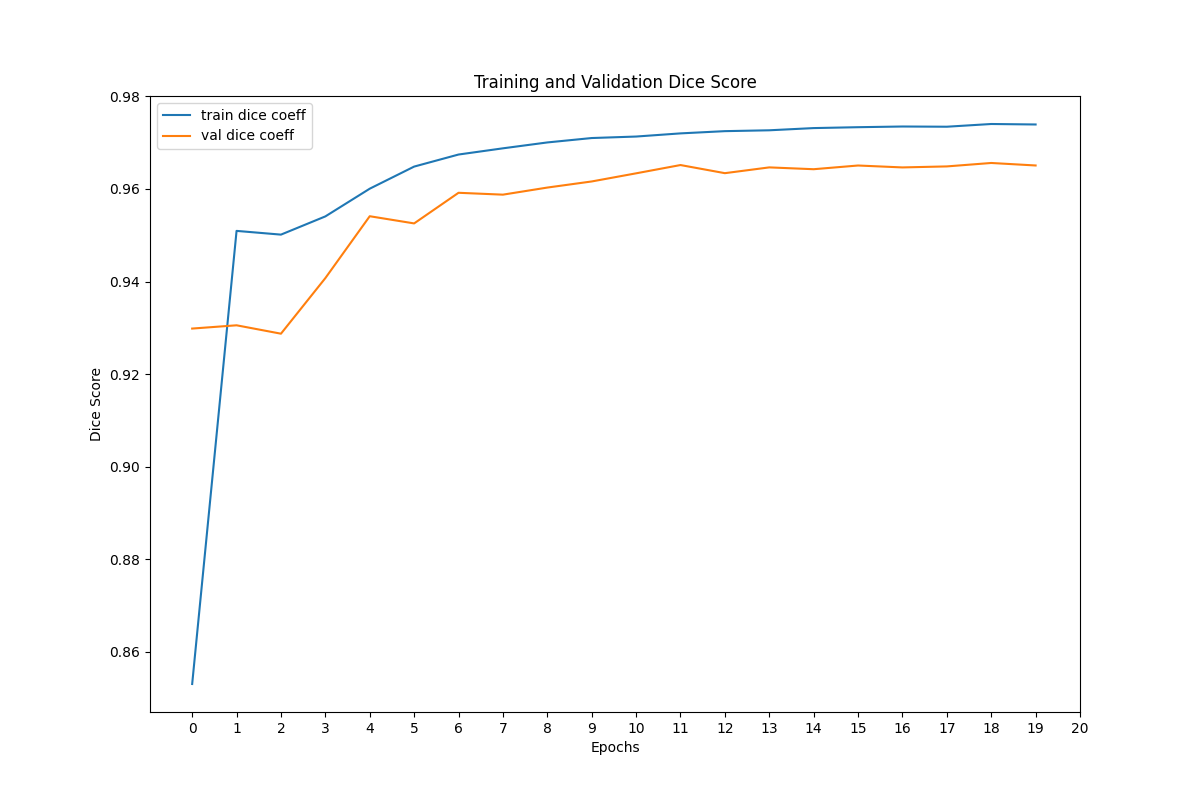 Training and Validation Dice Score
train dice coeff
val dice coeff
Dice Score
0.98
0.96
0.94
0.92
0.90
0.88
0.86
0 1 2 3 4 5 6 7 8 9 10 11 12 13 14 15 16 17 18 19 20
Epochs